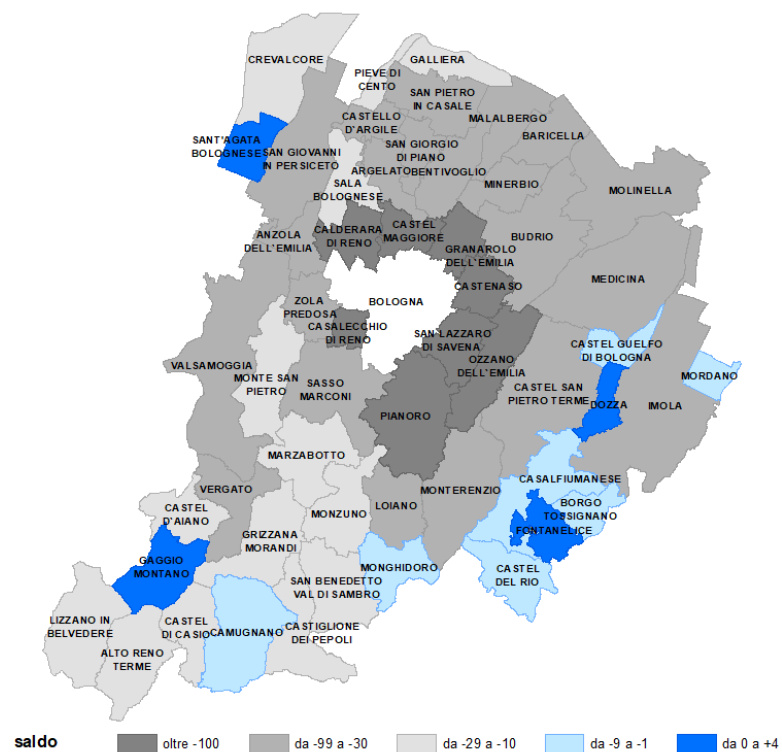 CREVALCORE
GALLIERA
PIEVE DI
CENTO
SAN PIETRO
IN CASALE
MALALBERGO
CASTELLO
D`ARGILE
BARICELLA
SANT'AGATA
BOLOGNESE
SAN GIOVANNI
IN PERSICETO
SAN GIORGIO
DI PIANO
ARGELATO
BENTIVOGLIO
MINERBIO
MOLINELLA
SALA
BOLOGNESE
ANZOLA
DELL`EMILIA
CALDERARA
DI RENO
CASTEL
MAGGIORE
GRANAROLO
DELL`EMILIA
BUDRIO
MEDICINA
CASTENASO
BOLOGNA
ZOLA
PREDOSA
CASALECCHIO
DI RENO
SAN LAZZARO
DI SAVENA
OZZANO
DELL`EMILIA
CASTEL GUELFO
DI BOLOGNA
MORDANO
VALSAMOGGIA
MONTE SAN
PIETRO
SASSO
MARCONI
PIANORO
CASTEL SAN
PIETRO TERME
DOZZA
IMOLA
MARZABOTTO
VERGATO
MONZUNO
LOIANO
MONTERENZIO
CASALFIUMANESE
BORGO
TOSSIGNANO
FONTANELICE
CASTEL
D`AIANO
GRIZZANA
MORANDI
GAGGIO
MONTANO
SAN BENEDETTO
VAL DI SAMBRO
MONGHIDORO
CASTEL
DEL RIO
LIZZANO IN
BELVEDERE
ALTO RENO
TERME
CASTEL
DI CASIO
CAMUGNANO
CASTIGLIONE
DEI PEPOLI
saldo
oltre -100
da -99 a -30
da -29 a -10
da -9 a -1
da 0 a +4